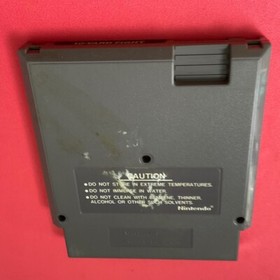 CAUTION
●DO NOT STORE IN EXTREME TEMPERATURES.
●DO NOT IMMERSE IN WATER.
●DO NOT CLEAN WITH BENZENE, THINNER,
ALCOHOL OR OTHER SUCH SOLVENTS.
Nintendo